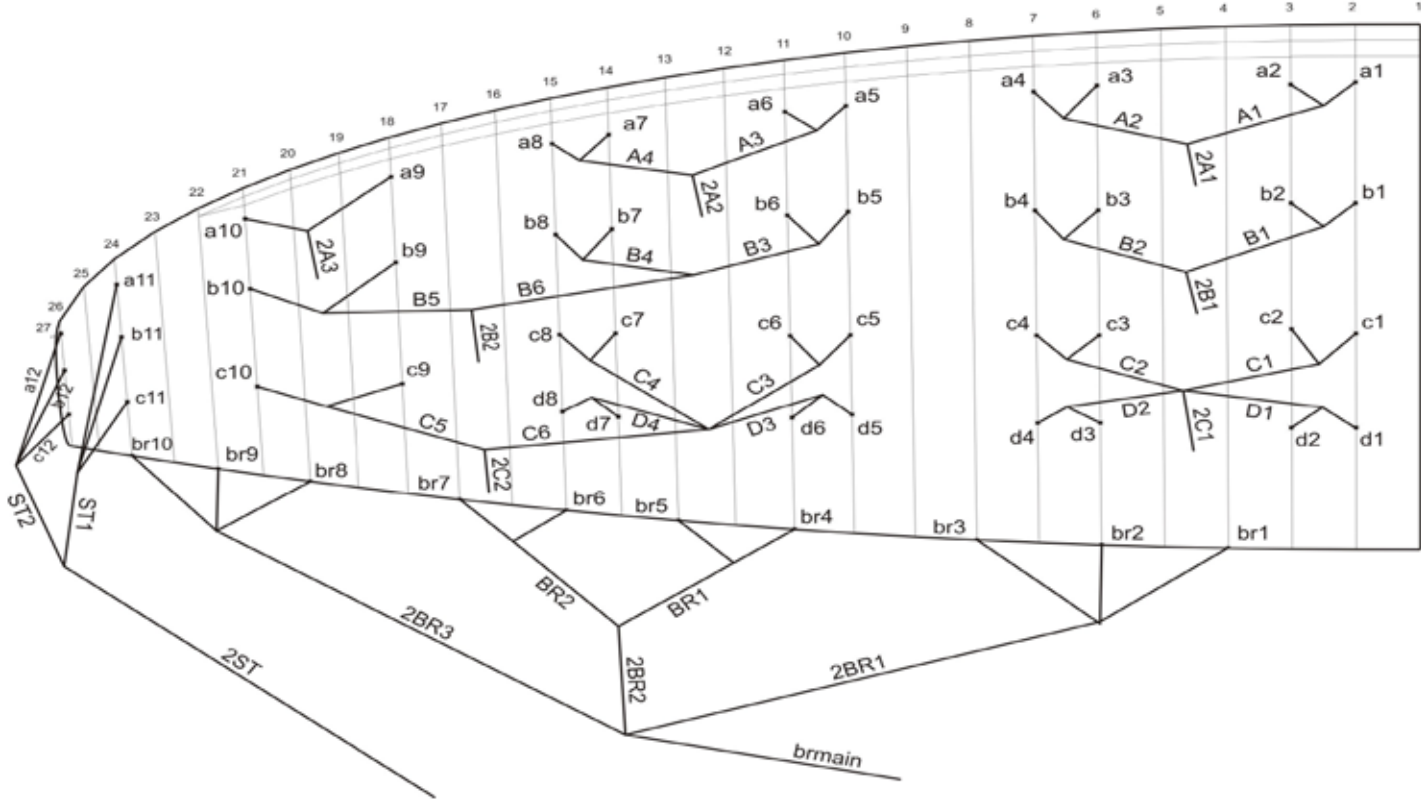 1
2
3
4
5
6
7
8
9
10
11
12
13
14
15
16
17
18
19
20
21
22
23
24
25
26
27
a1
a2
a3
a4
A1
A2
2A1
a5
a6
a7
a8
A3
A4
2A2
a9
a10
2A3
a11
a12
b1
b2
b3
b4
B1
B2
2B1
b5
b6
b7
b8
B3
B4
b9
b10
B5
B6
2B2
b11
b12
c1
c2
c3
c4
C1
C2
2C1
D1
D2
d1
d2
d3
d4
c5
c6
c7
c8
C3
C4
D3
D4
d5
d6
d7
d8
c9
c10
C5
C6
2C2
c11
c12
br1
br2
br3
br4
br5
br6
br7
br8
br9
br10
ST1
ST2
2ST
BR1
BR2
2BR1
2BR2
2BR3
brmain